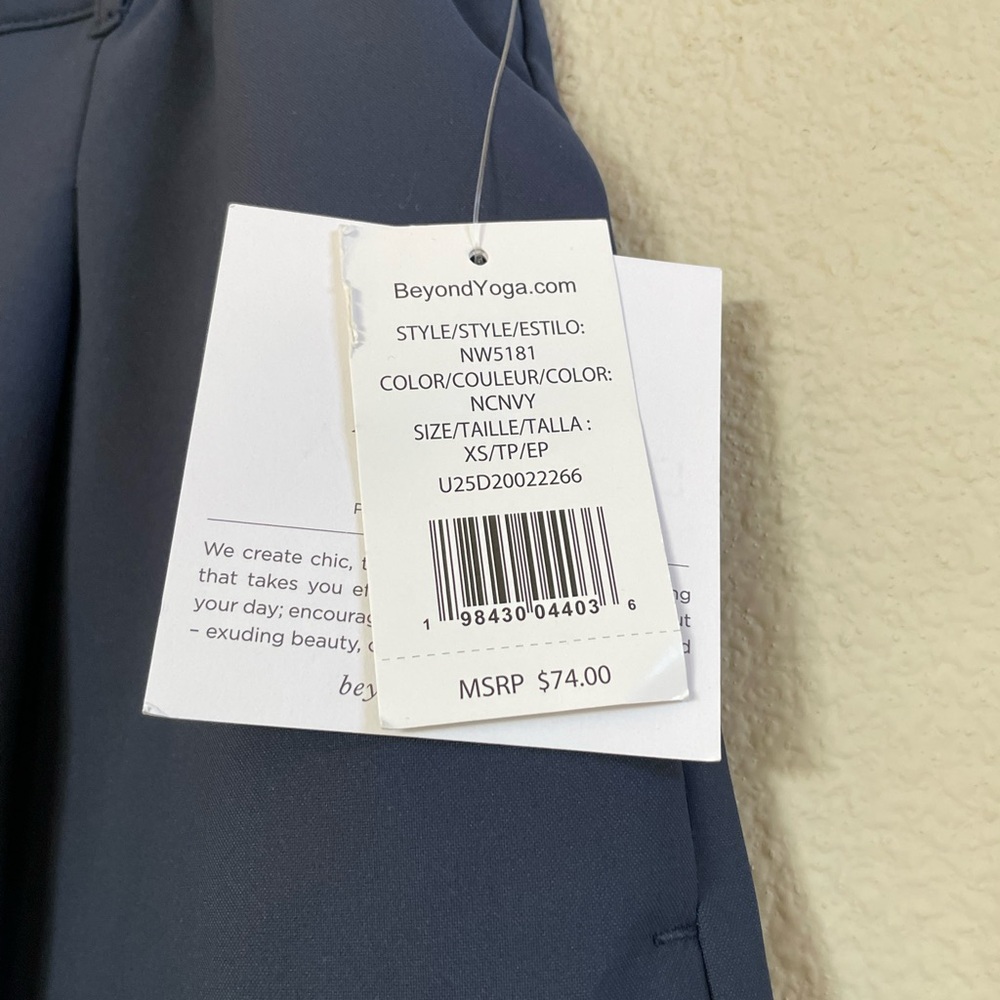 BeyondYoga.com
STYLE/STYLE/ESTILO:
NW5181
COLOR/COULEUR/COLOR:
NCNVY
SIZE/TAILLE/TALLA :
XS/TP/EP
U25D20022266
1 98430 04403 6
MSRP $74.00
We create chic,
that takes you
your day;
– exuding beauty,